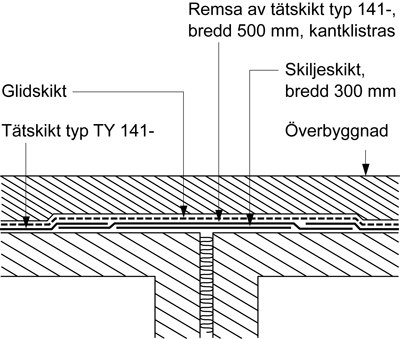 Remsa av tätskikt typ 141-,
bredd 500 mm, kantklistras
Skiljeskikt,
bredd 300 mm
Glidskikt
Tätskikt typ TY 141-
Överbyggnad